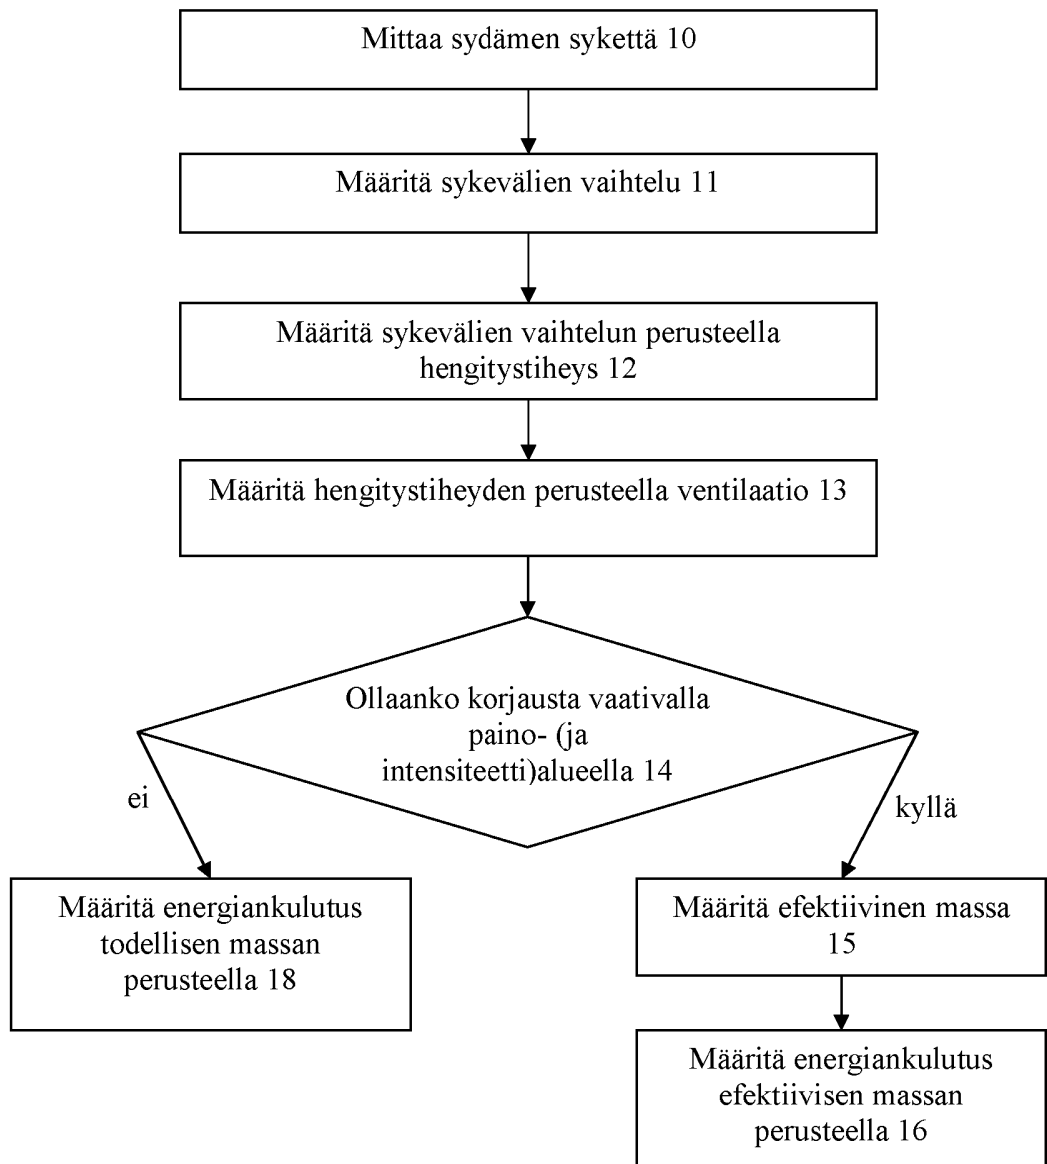 Mittaa sydämen sykettä 10
Määritä sykevälien vaihtelu 11
Määritä sykevälien vaihtelun perusteella
hengitystiheys 12
Määritä hengitystiheyden perusteella ventilaatio 13
Ollaanko korjausta vaativalla
paino- (ja
intensiteetti)alueella 14
ei
kyllä
Määritä energiankulutus
todellisen massan
perusteella 18
Määritä efektiivinen massa
15
Määritä energiankulutus
efektiivisen massan
perusteella 16